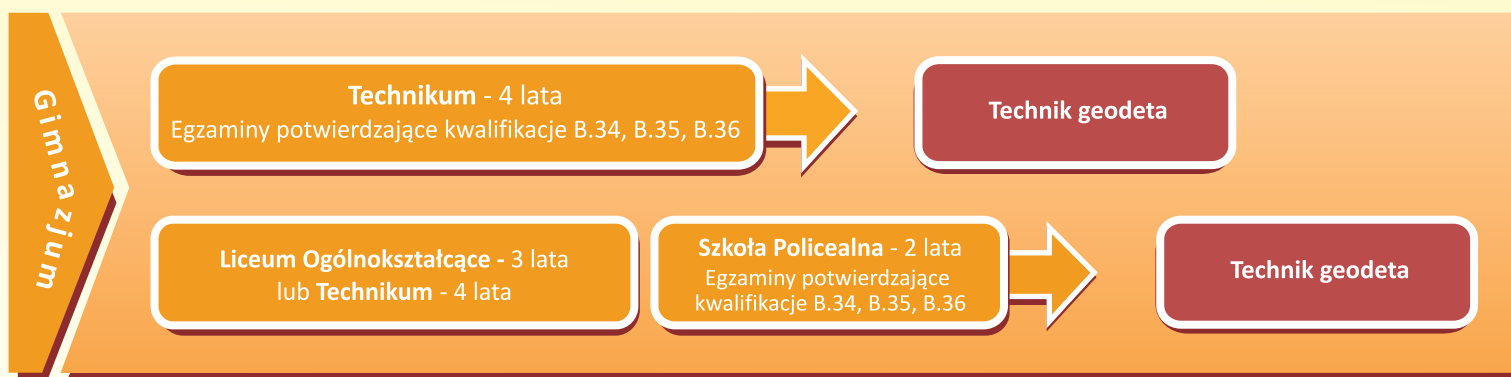 Gimnazjum
Technikum - 4 lata
Egzaminy potwierdzające kwalifikacje B.34, B.35, B.36
Technik geodeta
Liceum Ogólnokształcące - 3 lata
lub Technikum - 4 lata
Szkoła Policealna - 2 lata
Egzaminy potwierdzające
kwalifikacje B.34, B.35, B.36
Technik geodeta